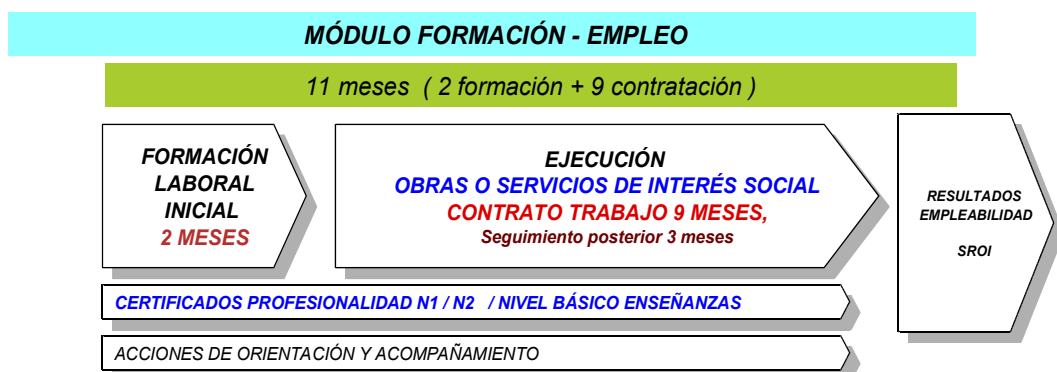 MÓDULO FORMACIÓN - EMPLEO
11 meses ( 2 formación + 9 contratación )
FORMACIÓN
LABORAL
INICIAL
2 MESES
EJECUCIÓN
OBRAS O SERVICIOS DE INTERÉS SOCIAL
CONTRATO TRABAJO 9 MESES,
Seguimiento posterior 3 meses
RESULTADOS
EMPLEABILIDAD
SROI
CERTIFICADOS PROFESIONALIDAD N1 / N2 / NIVEL BÁSICO ENSEÑANZAS
ACCIONES DE ORIENTACIÓN Y ACOMPAÑAMIENTO